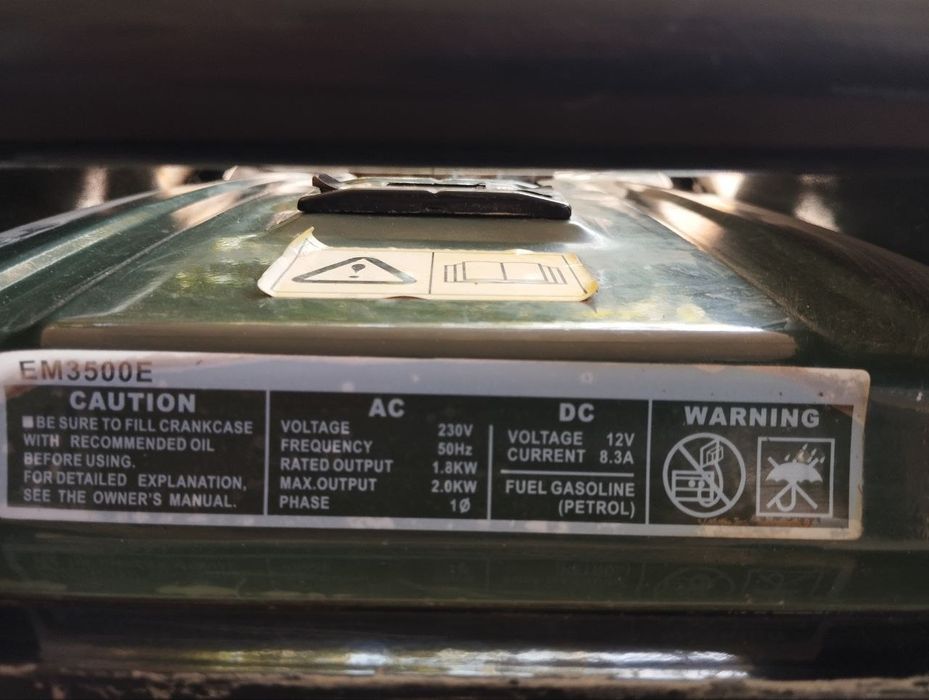 EM3500E
CAUTION
BE SURE TO FILL CRANKCASE
WITH RECOMMENDED OIL
BEFORE USING.
FOR DETAILED EXPLANATION,
SEE THE OWNER'S MANUAL.
AC
VOLTAGE 230V
FREQUENCY 50Hz
RATED OUTPUT 1.8KW
MAX.OUTPUT 2.0KW
PHASE 1Ø
DC
VOLTAGE 12V
CURRENT 8.3A
FUEL GASOLINE
(PETROL)
WARNING